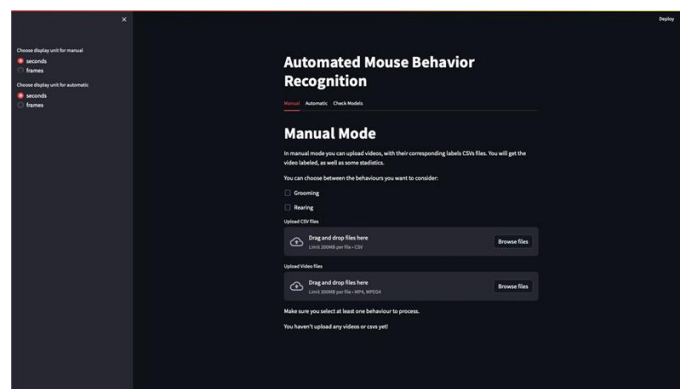 Deploy
Choose display unit for manual
seconds
frames
Choose display unit for automatic
seconds
frames
Automated Mouse Behavior
Recognition
Manual Automatic Check Models
Manual Mode
In manual mode you can upload videos, with their corresponding labels CSVs files. You will get the
video labeled, as well as some stadistics.
You can choose between the behaviours you want to consider:
Grooming
Rearing
Upload CSV files
Drag and drop files here
Limit 200MB per file • CSV
Browse files
Upload Video files
Drag and drop files here
Limit 200MB per file • MP4, MPEG4
Browse files
Make sure you select at least one behaviour to process.
You haven't upload any videos or csvs yet!